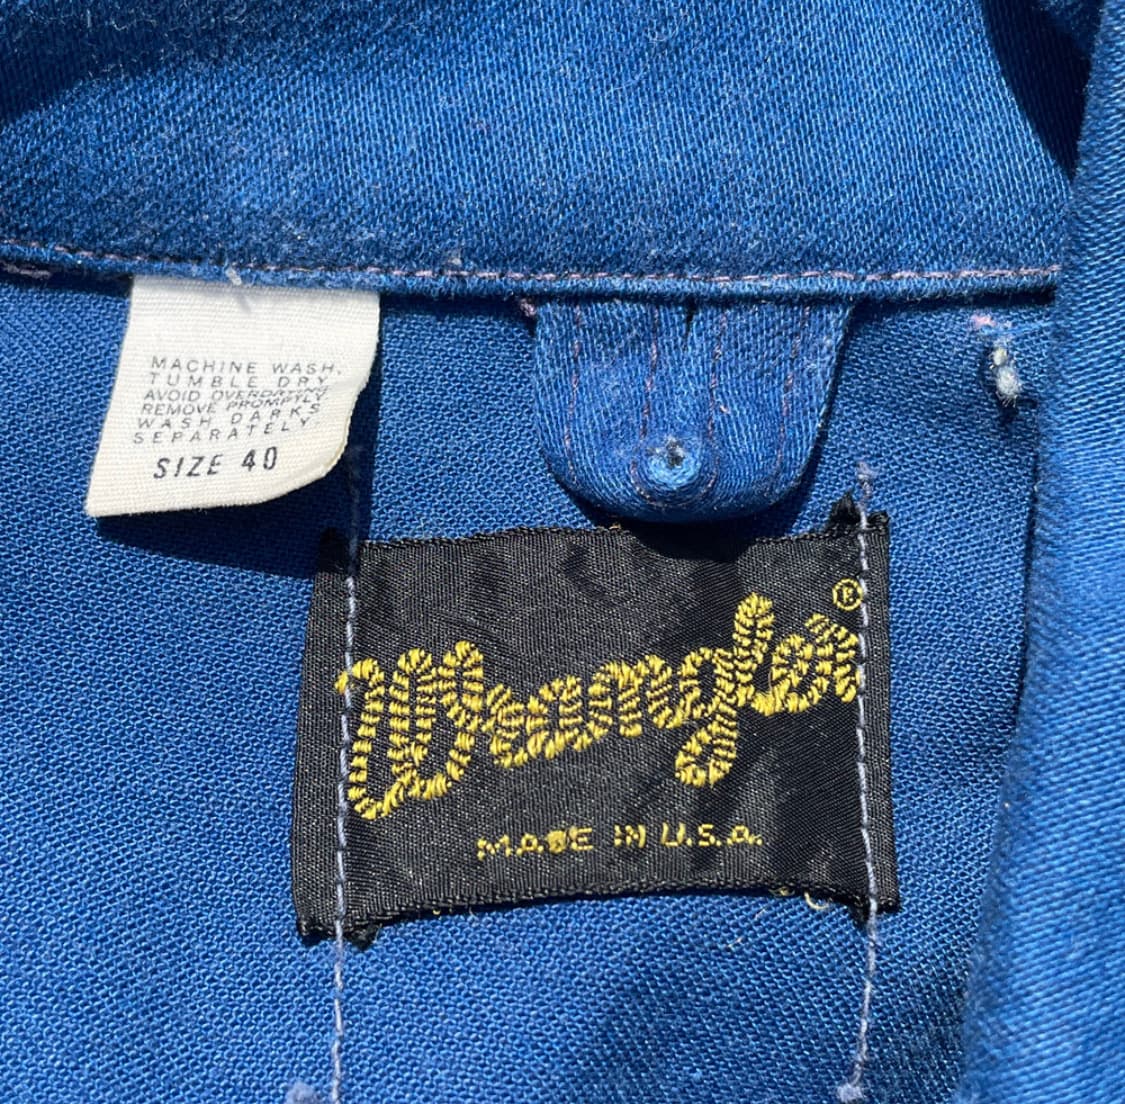 MACHINE WASH,
TUMBLE DRY
AVOID OVERDRYING
REMOVE PROMPTLY
WASH DARKS
SEPARATELY
SIZE 40
Wrangler®
MADE IN U.S.A.